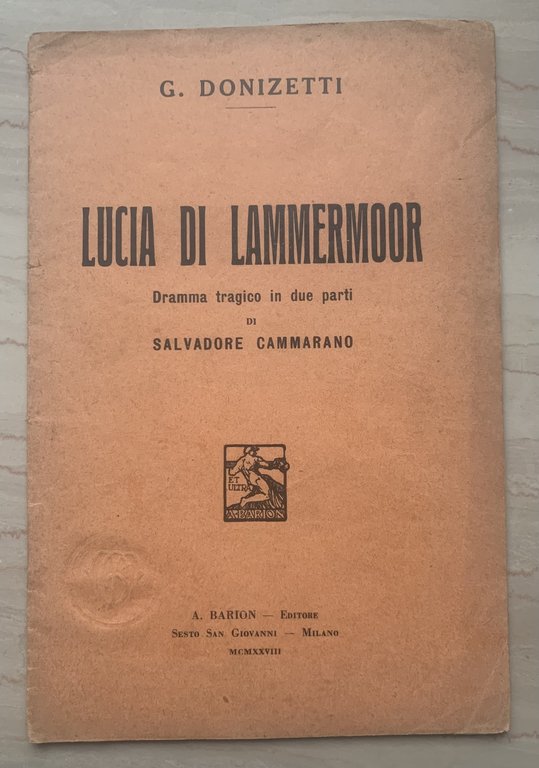 G. DONIZETTI
LUCIA DI LAMMERMOOR
Dramma tragico in due parti
DI
SALVADORE CAMMARANO
ET
ULTRA
A·BARION
A. BARION — EDITORE
SESTO SAN GIOVANNI — MILANO
MCMXXVIII